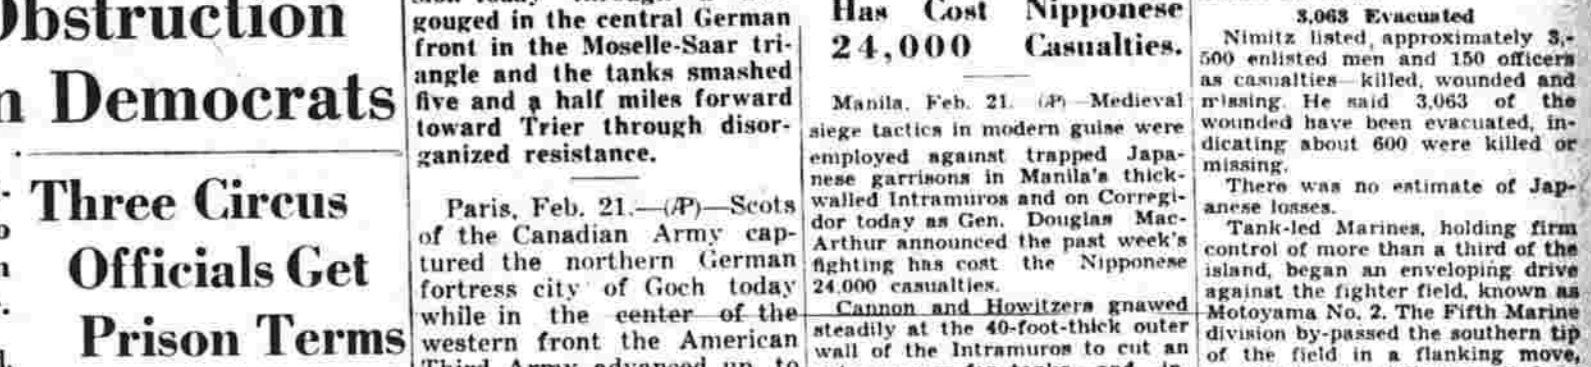 Obstruction
Democrats
Three Circus
Officials Get
Prison Terms
gouged in the central German
front in the Moselle-Saar tri-
angle and the tanks smashed
five and a half miles forward
toward Trier through disor-
ganized resistance.
Paris, Feb. 21.—(AP)—Scots
of the Canadian Army cap-
tured the northern German
fortress city of Goch today
while in the center of the
western front the American
Third Army advanced up to
Has Cost Nipponese
24,000 Casualties.
Manila, Feb. 21. (AP)—Medieval
siege tactics in modern guise were
employed against trapped Japa-
nese garrisons in Manila's thick-
walled Intramuros and on Corregi-
dor today as Gen. Douglas Mac-
Arthur announced the past week's
fighting has cost the Nipponese
24,000 casualties.
Cannon and Howitzers gnawed
steadily at the 40-foot-thick outer
wall of the Intramuros to cut an
3,063 Evacuated
Nimitz listed approximately 3,-
500 enlisted men and 150 officers
as casualties—killed, wounded and
missing. He said 3,063 of the
wounded have been evacuated, in-
dicating about 600 were killed or
missing.
There was no estimate of Jap-
anese losses.
Tank-led Marines, holding firm
control of more than a third of the
island, began an enveloping drive
against the fighter field, known as
Motoyama No. 2. The Fifth Marine
division by-passed the southern tip
of the field in a flanking move,